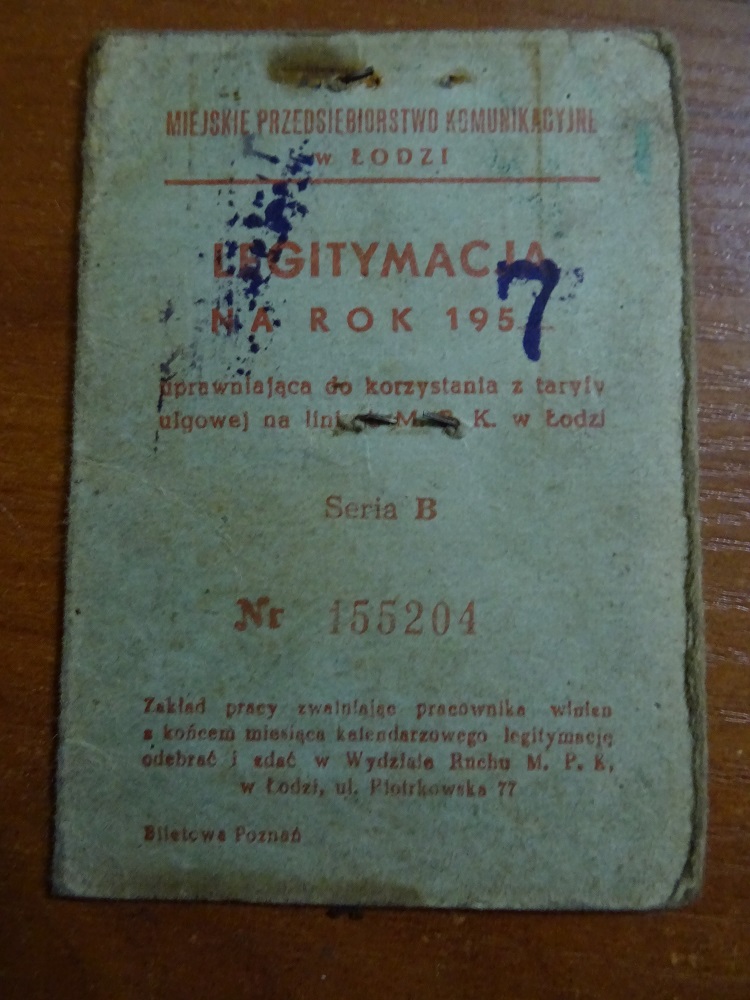 MIEJSKIE PRZEDSIEBIORSTWO KOMUNIKACYJNE
w ŁODZI
LEGITYMACJA
NA ROK 1957
uprawniająca do korzystania z taryfy
ulgowej na liniach M. P. K. w Łodzi
Seria B
Nr 155204
Zakład pracy zwalniając pracownika winien
z końcem miesiąca kalendarzowego legitymację
odebrać i zdać w Wydziale Ruchu M. P. K.
w Łodzi, ul. Piotrkowska 77
Biletowa Poznań